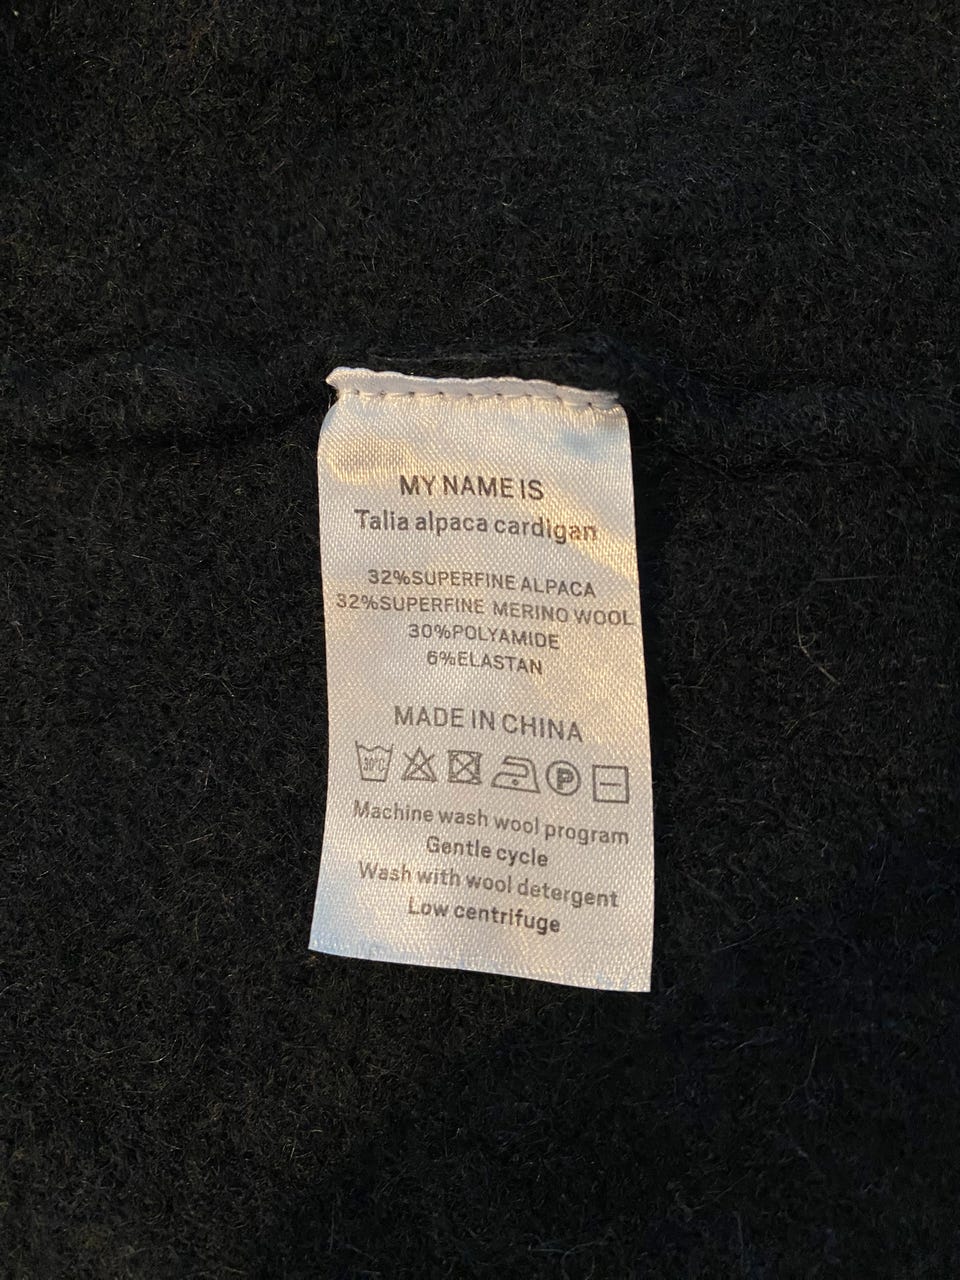 MY NAME IS
Talia alpaca cardigan
32%SUPERFINE ALPACA
32%SUPERFINE MERINO WOOL
30%POLYAMIDE
6%ELASTAN
MADE IN CHINA
30°C P
Machine wash wool program
Gentle cycle
Wash with wool detergent
Low centrifuge